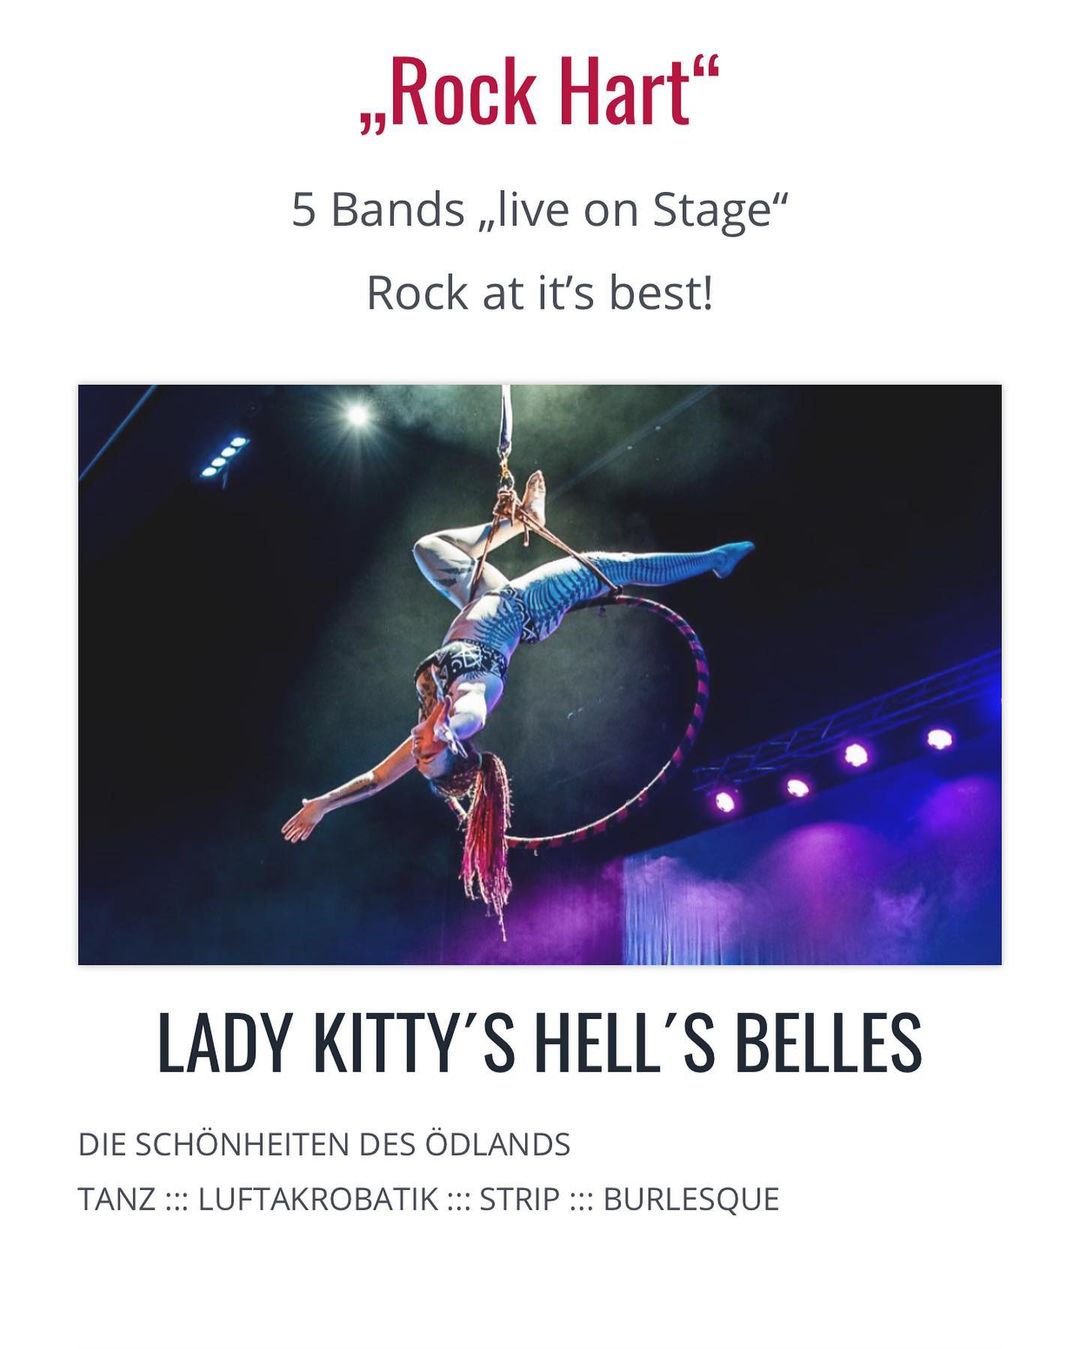 „Rock Hart“
5 Bands „live on Stage“
Rock at it’s best!
LADY KITTY´S HELL´S BELLES
DIE SCHÖNHEITEN DES ÖDLANDS
TANZ ::: LUFTAKROBATIK ::: STRIP ::: BURLESQUE